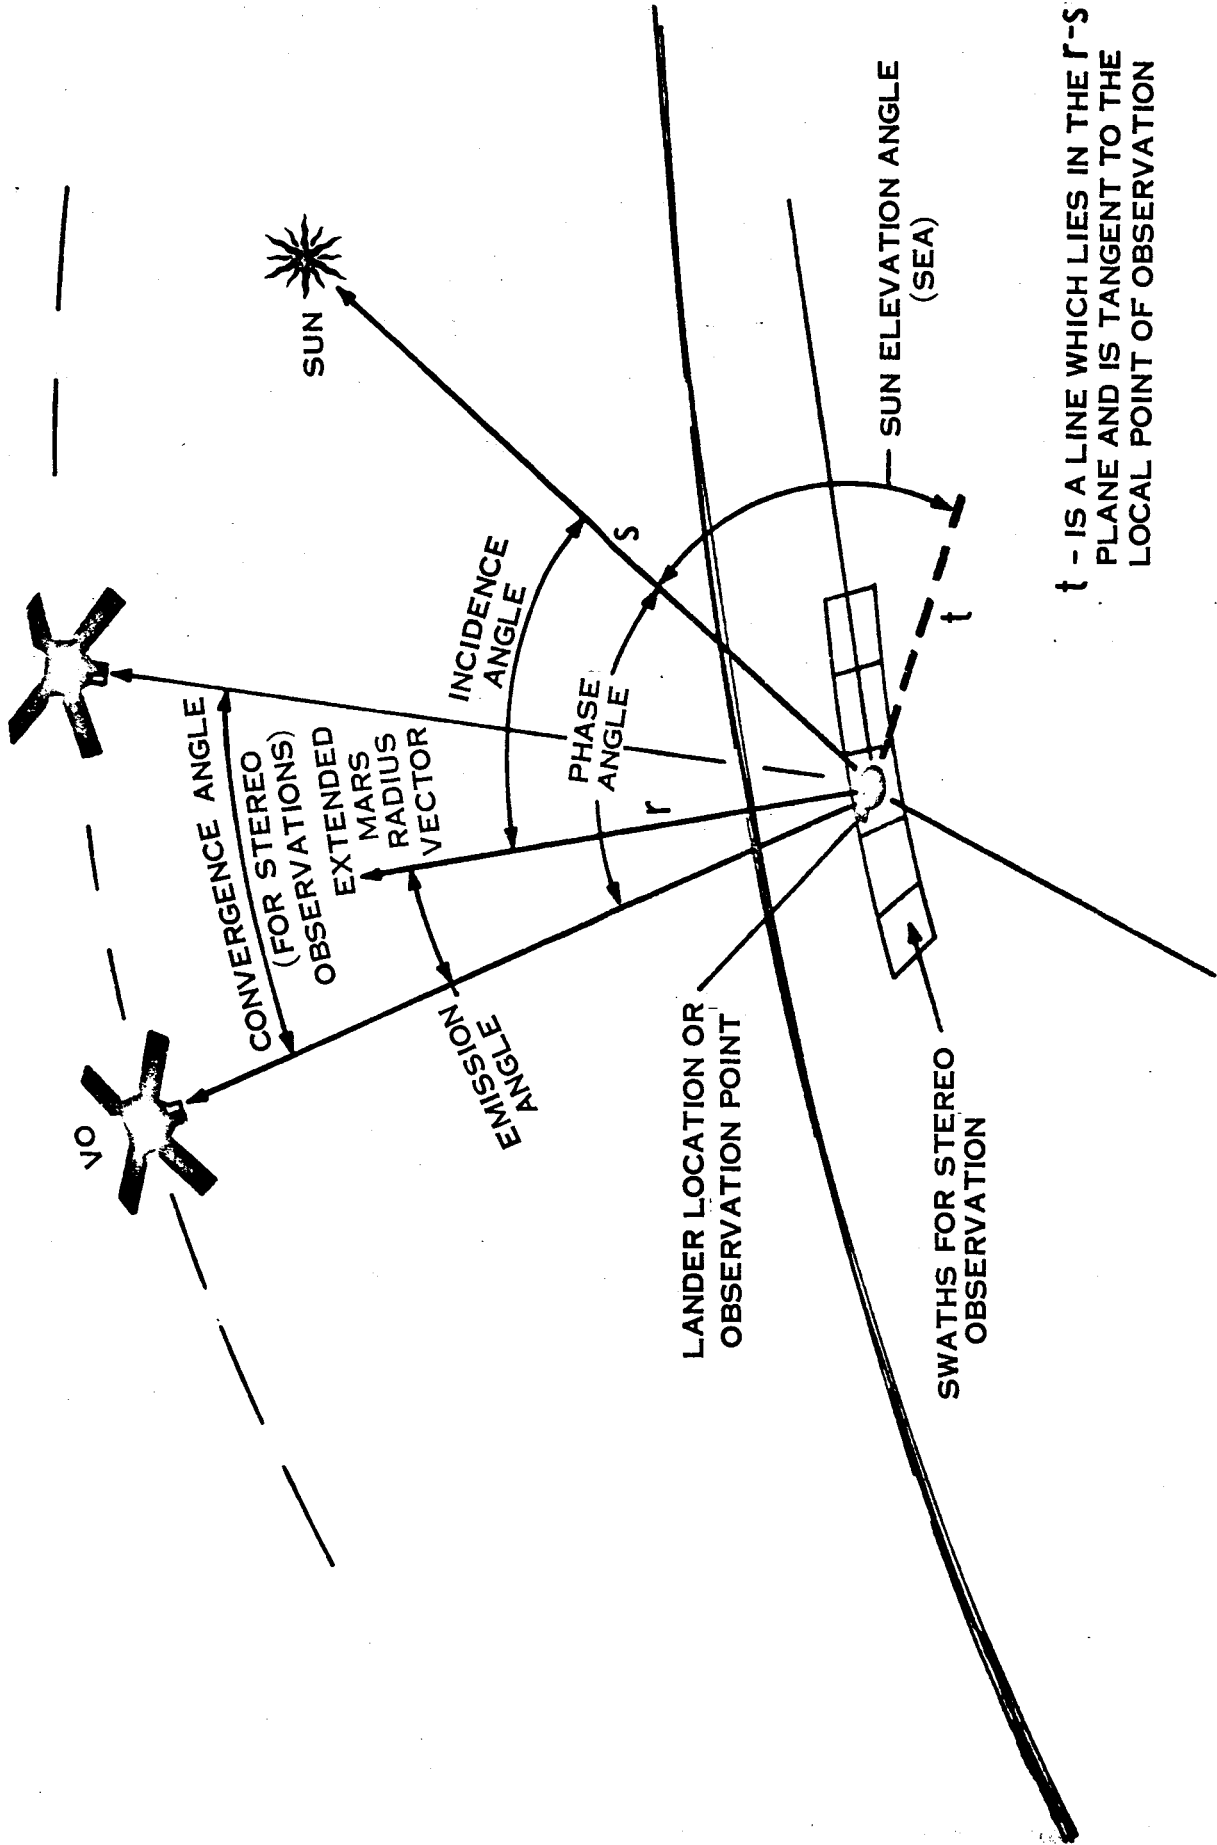 VO
CONVERGENCE ANGLE
(FOR STEREO
OBSERVATIONS)
EXTENDED
MARS
RADIUS
VECTOR
SUN
EMISSION
ANGLE
INCIDENCE
ANGLE
PHASE
ANGLE
r
s
LANDER LOCATION OR
OBSERVATION POINT
SUN ELEVATION ANGLE
(SEA)
t
SWATHS FOR STEREO
OBSERVATION
t - IS A LINE WHICH LIES IN THE r-s
PLANE AND IS TANGENT TO THE
LOCAL POINT OF OBSERVATION